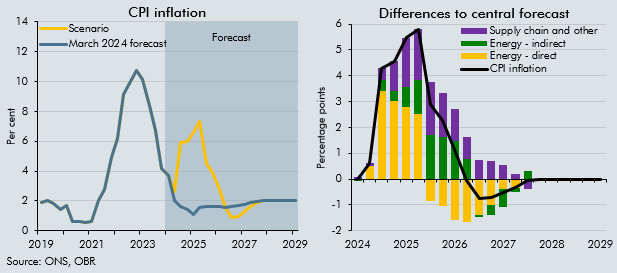 CPI inflation
14
12
10
8
6
4
2
0
Per cent
Scenario
March 2024 forecast
Forecast
2019
2021
2023
2025
2027
2029
Differences to central forecast
6
5
4
3
2
1
0
-1
-2
Percentage points
Supply chain and other
Energy - indirect
Energy - direct
CPI inflation
2024
2025
2026
2027
2028
2029
Source: ONS, OBR